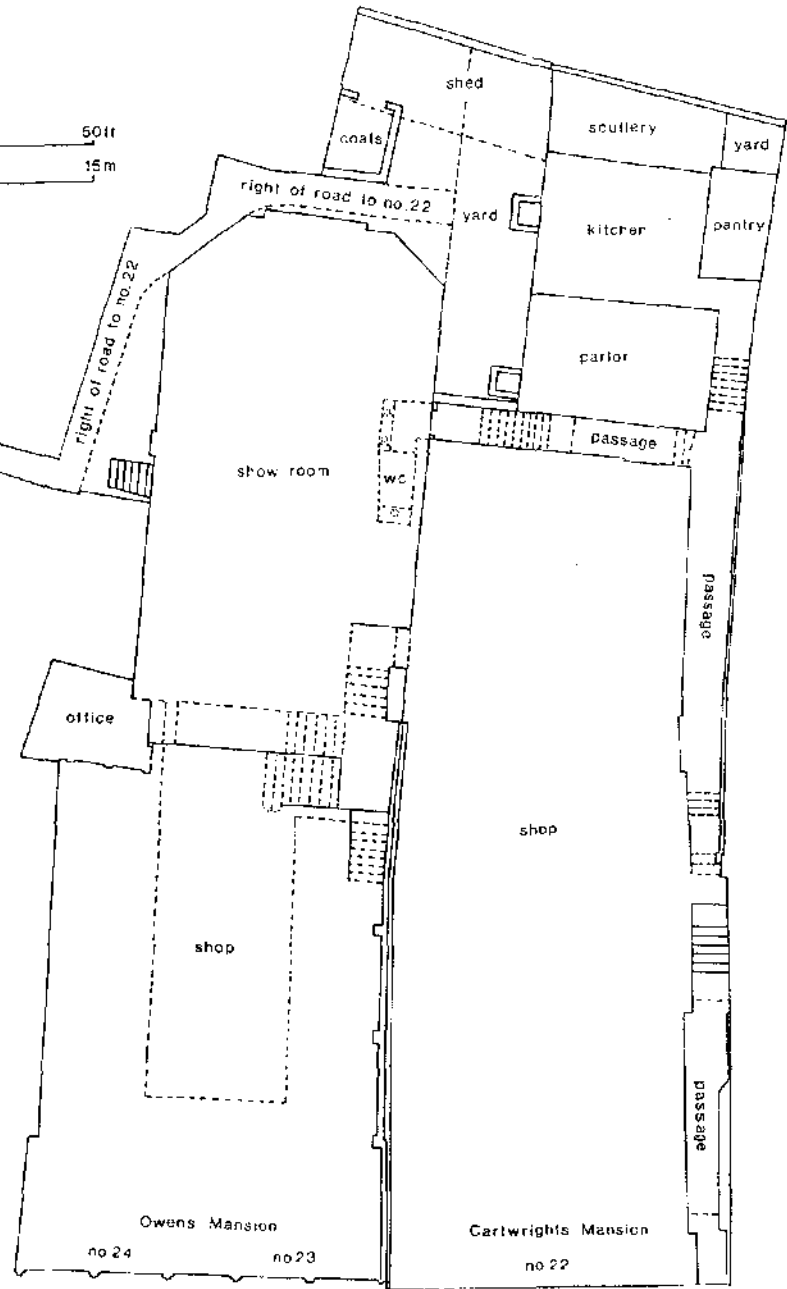 shed
scullery
yard
50ft
coals
15m
right of road to no.22
yard
kitchen
pantry
right of road to no.22
parlor
passage
show room
wc
passage
office
shop
shop
passage
Owens Mansion
no 24
no 23
Cartwrights Mansion
no 22